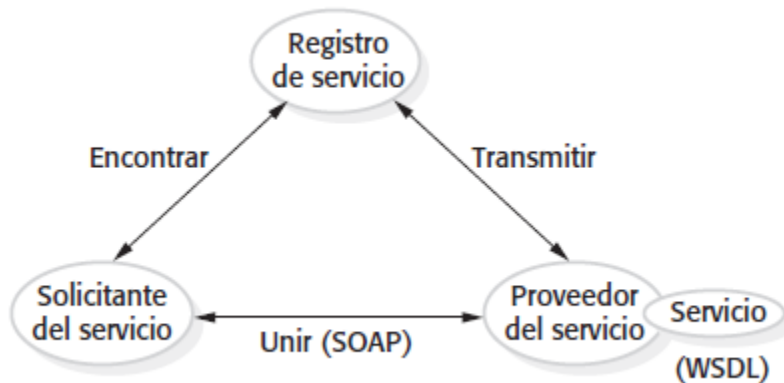 Registro
de servicio
Encontrar
Transmitir
Solicitante
del servicio
Unir (SOAP)
Proveedor
del servicio
Servicio
(WSDL)